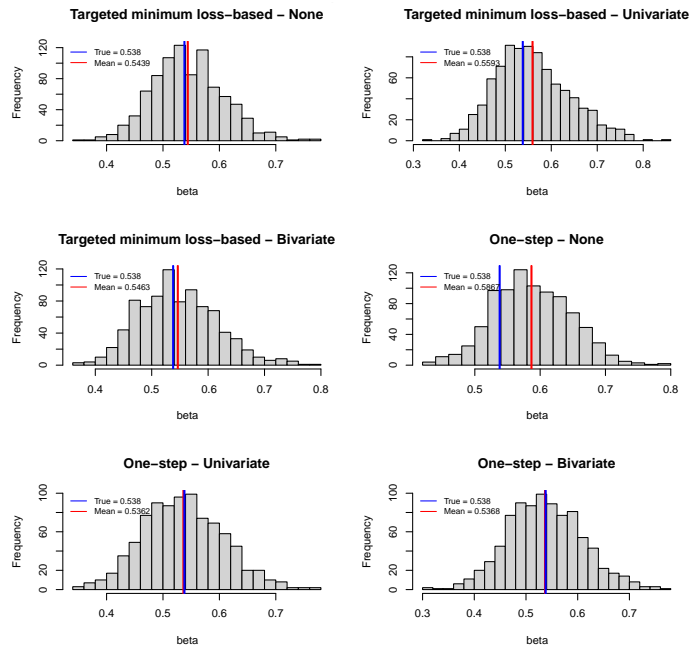 Targeted minimum loss−based − None
True = 0.538
Mean = 0.5439
Frequency
0
40
80
120
0.4
0.5
0.6
0.7
beta
Targeted minimum loss−based − Univariate
True = 0.538
Mean = 0.5593
Frequency
0
20
60
0.3
0.4
0.5
0.6
0.7
0.8
beta
Targeted minimum loss−based − Bivariate
True = 0.538
Mean = 0.5463
Frequency
0
40
80
120
0.4
0.5
0.6
0.7
0.8
beta
One−step − None
True = 0.538
Mean = 0.5867
Frequency
0
40
80
120
0.5
0.6
0.7
0.8
beta
One−step − Univariate
True = 0.538
Mean = 0.5362
Frequency
0
20
60
100
0.4
0.5
0.6
0.7
beta
One−step − Bivariate
True = 0.538
Mean = 0.5368
Frequency
0
20
60
100
0.3
0.4
0.5
0.6
0.7
beta